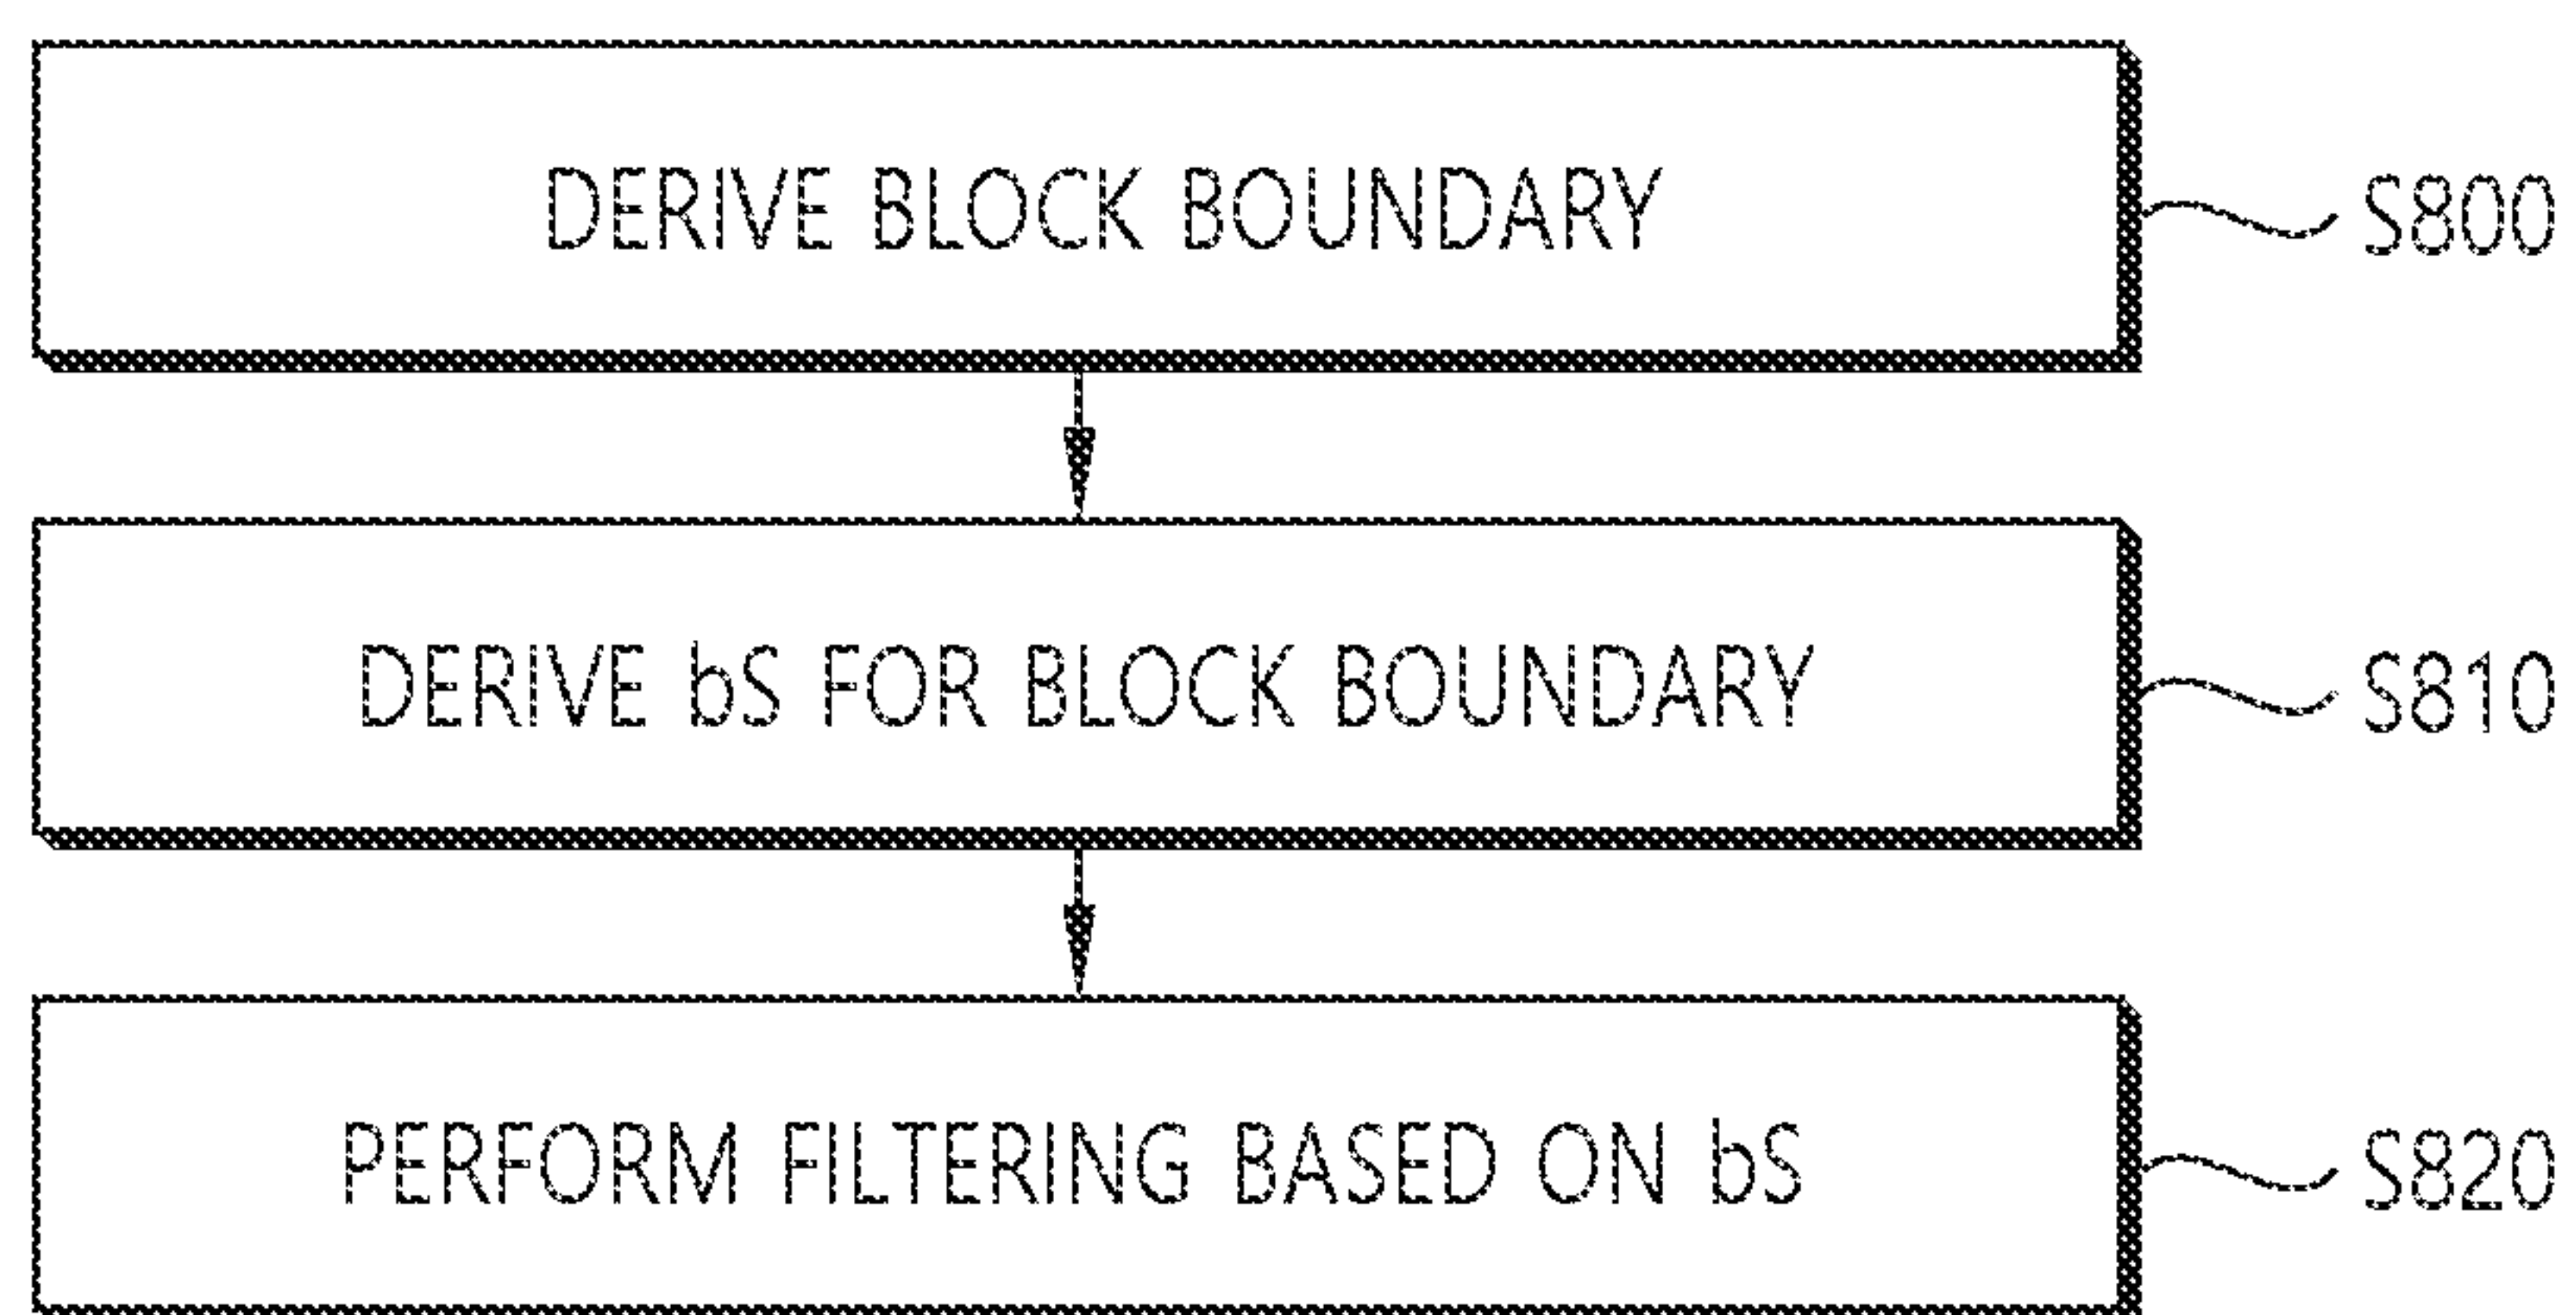 DERIVE BLOCK BOUNDARY
S800
DERIVE bS FOR BLOCK BOUNDARY
S810
PERFORM FILTERING BASED ON bS
S820